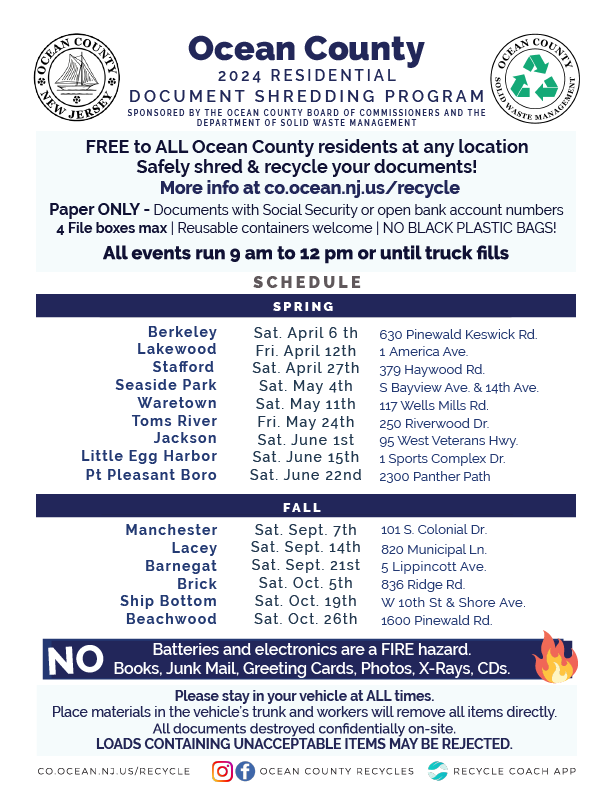 OCEAN COUNTY
NEW JERSEY
Ocean County
2024 RESIDENTIAL
DOCUMENT SHREDDING PROGRAM
SPONSORED BY THE OCEAN COUNTY BOARD OF COMMISSIONERS AND THE
DEPARTMENT OF SOLID WASTE MANAGEMENT
OCEAN COUNTY
SOLID WASTE MANAGEMENT
FREE to ALL Ocean County residents at any location
Safely shred & recycle your documents!
More info at co.ocean.nj.us/recycle
Paper ONLY - Documents with Social Security or open bank account numbers
4 File boxes max | Reusable containers welcome | NO BLACK PLASTIC BAGS!
All events run 9 am to 12 pm or until truck fills
SCHEDULE
SPRING
Berkeley Sat. April 6 th 630 Pinewald Keswick Rd.
Lakewood Fri. April 12th 1 America Ave.
Stafford Sat. April 27th 379 Haywood Rd.
Seaside Park Sat. May 4th S Bayview Ave. & 14th Ave.
Waretown Sat. May 11th 117 Wells Mills Rd.
Toms River Fri. May 24th 250 Riverwood Dr.
Jackson Sat. June 1st 95 West Veterans Hwy.
Little Egg Harbor Sat. June 15th 1 Sports Complex Dr.
Pt Pleasant Boro Sat. June 22nd 2300 Panther Path
FALL
Manchester Sat. Sept. 7th 101 S. Colonial Dr.
Lacey Sat. Sept. 14th 820 Municipal Ln.
Barnegat Sat. Sept. 21st 5 Lippincott Ave.
Brick Sat. Oct. 5th 836 Ridge Rd.
Ship Bottom Sat. Oct. 19th W 10th St & Shore Ave.
Beachwood Sat. Oct. 26th 1600 Pinewald Rd.
NO
Batteries and electronics are a FIRE hazard.
Books, Junk Mail, Greeting Cards, Photos, X-Rays, CDs.
Please stay in your vehicle at ALL times.
Place materials in the vehicle's trunk and workers will remove all items directly.
All documents destroyed confidentially on-site.
LOADS CONTAINING UNACCEPTABLE ITEMS MAY BE REJECTED.
CO.OCEAN.NJ.US/RECYCLE OCEAN COUNTY RECYCLES RECYCLE COACH APP